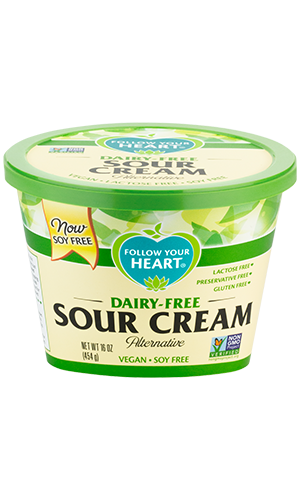 FOLLOW YOUR
HEART®
DAIRY-FREE
SOUR
CREAM
Alternative
VEGAN • LACTOSE FREE • SOY FREE
Now
SOY FREE
FOLLOW YOUR
HEART®
LACTOSE FREE
PRESERVATIVE FREE
GLUTEN FREE
DAIRY-FREE
SOUR CREAM
Alternative
NET WT 16 OZ
(454 g)
VEGAN • SOY FREE
NON
GMO
Project
VERIFIED